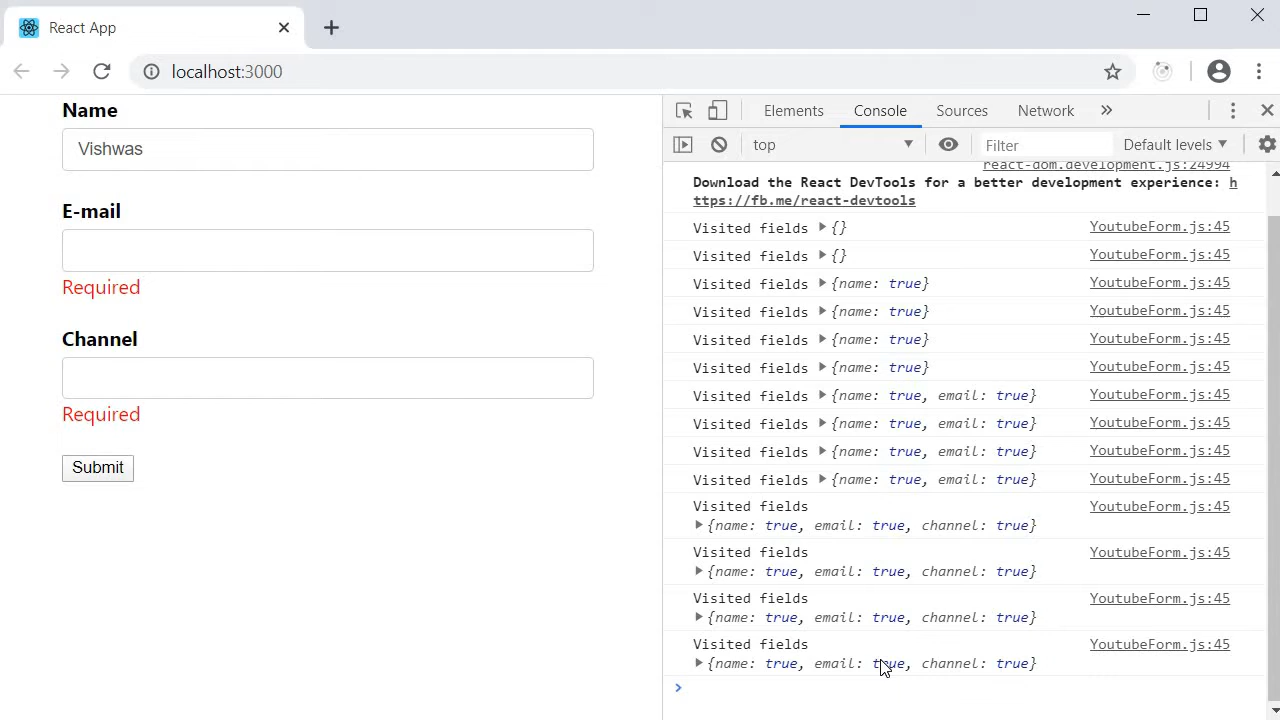 React App
localhost:3000
Name
Vishwas
E-mail
Required
Channel
Required
Submit
Elements Console Sources Network
top Filter Default levels
react-dom.development.js:24994
Download the React DevTools for a better development experience: h
ttps://fb.me/react-devtools
Visited fields {} YoutubeForm.js:45
Visited fields {} YoutubeForm.js:45
Visited fields {name: true} YoutubeForm.js:45
Visited fields {name: true} YoutubeForm.js:45
Visited fields {name: true} YoutubeForm.js:45
Visited fields {name: true} YoutubeForm.js:45
Visited fields {name: true, email: true} YoutubeForm.js:45
Visited fields {name: true, email: true} YoutubeForm.js:45
Visited fields {name: true, email: true} YoutubeForm.js:45
Visited fields {name: true, email: true} YoutubeForm.js:45
Visited fields YoutubeForm.js:45
{name: true, email: true, channel: true}
Visited fields YoutubeForm.js:45
{name: true, email: true, channel: true}
Visited fields YoutubeForm.js:45
{name: true, email: true, channel: true}
Visited fields YoutubeForm.js:45
{name: true, email: true, channel: true}